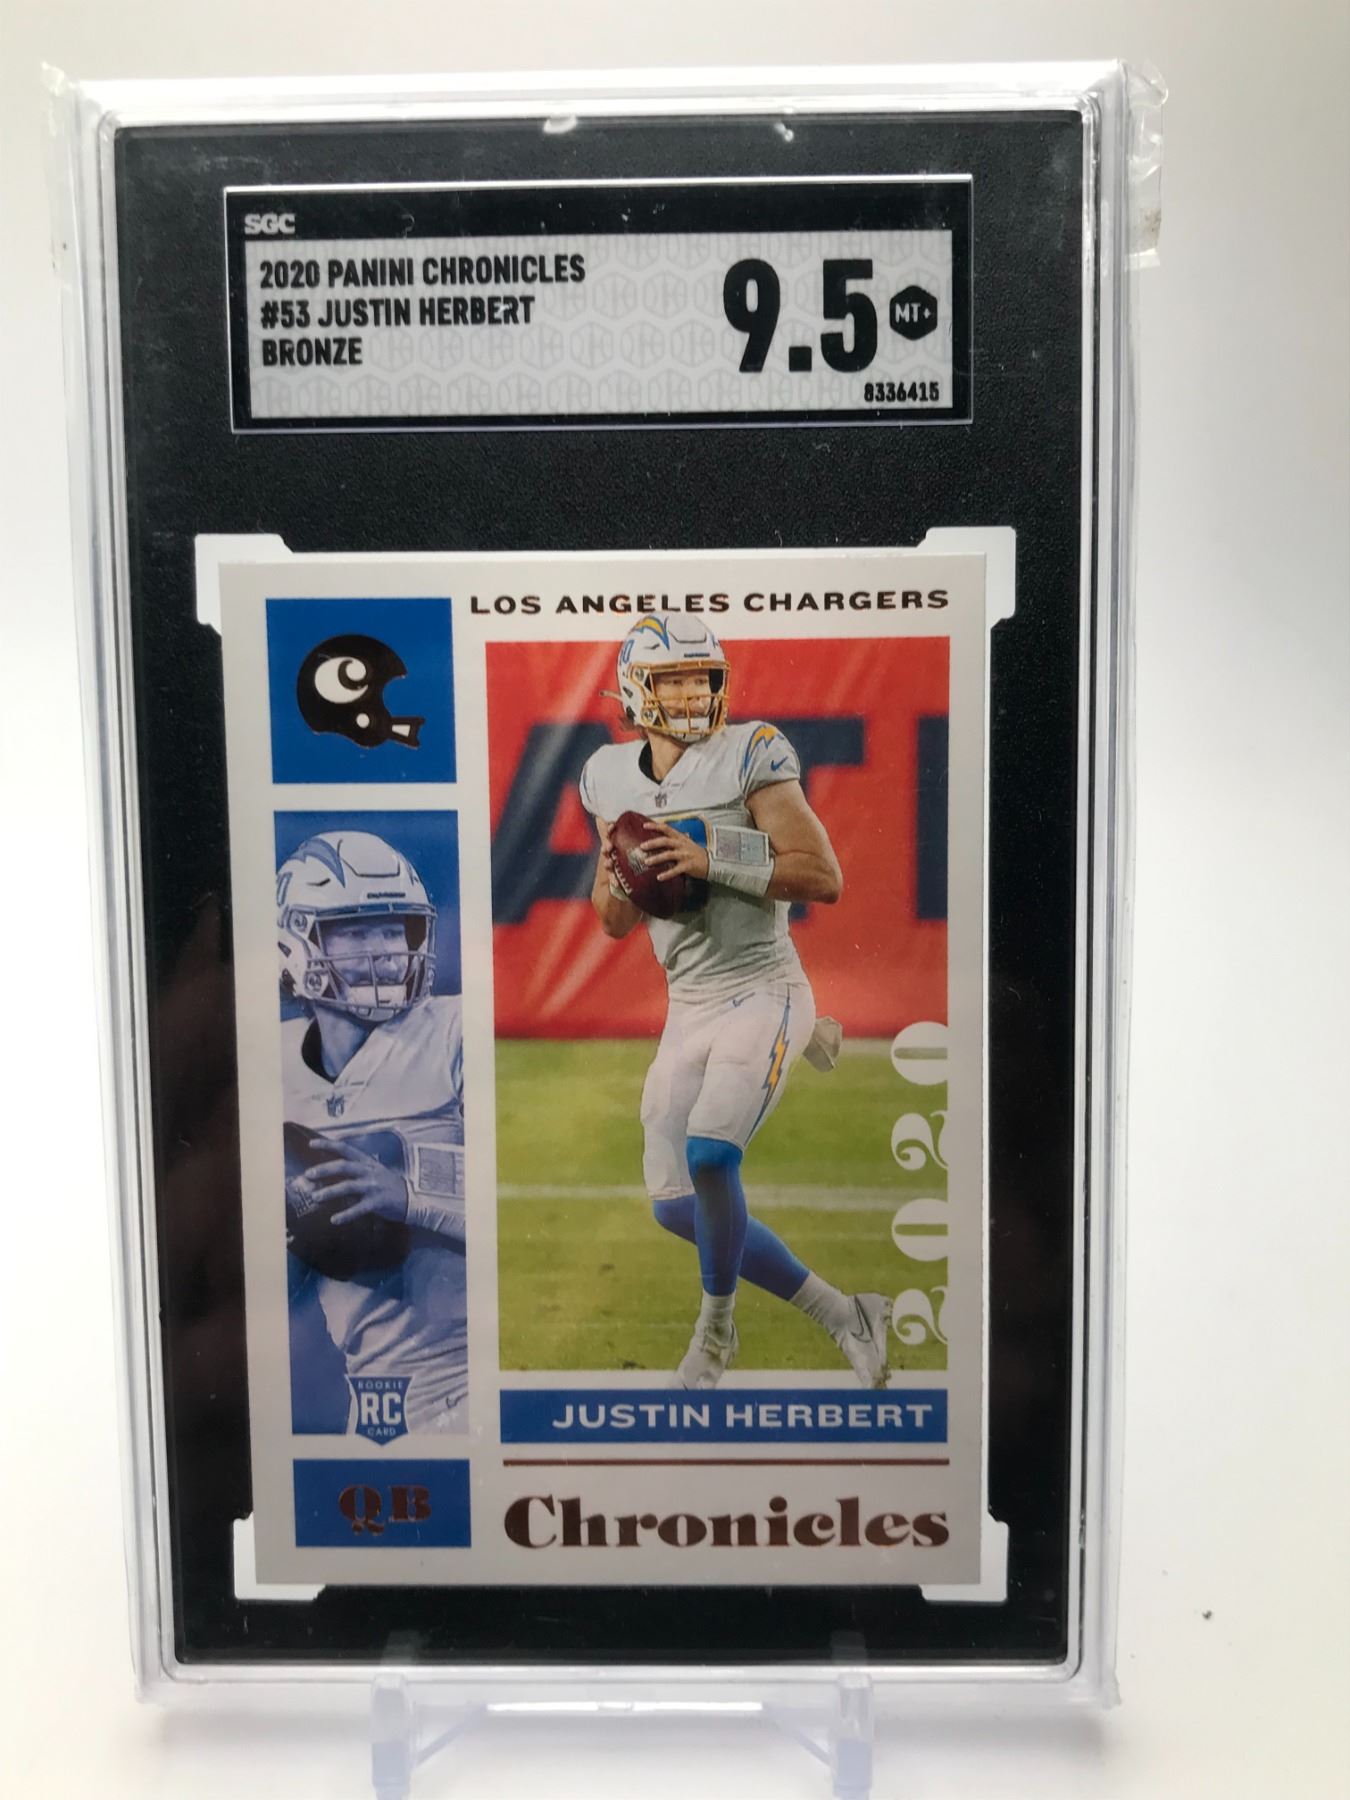 SGC
2020 PANINI CHRONICLES
#53 JUSTIN HERBERT
BRONZE
9.5 MT+
8336415
LOS ANGELES CHARGERS
C
2020
ROOKIE
RC
CARD
JUSTIN HERBERT
QB
Chronicles